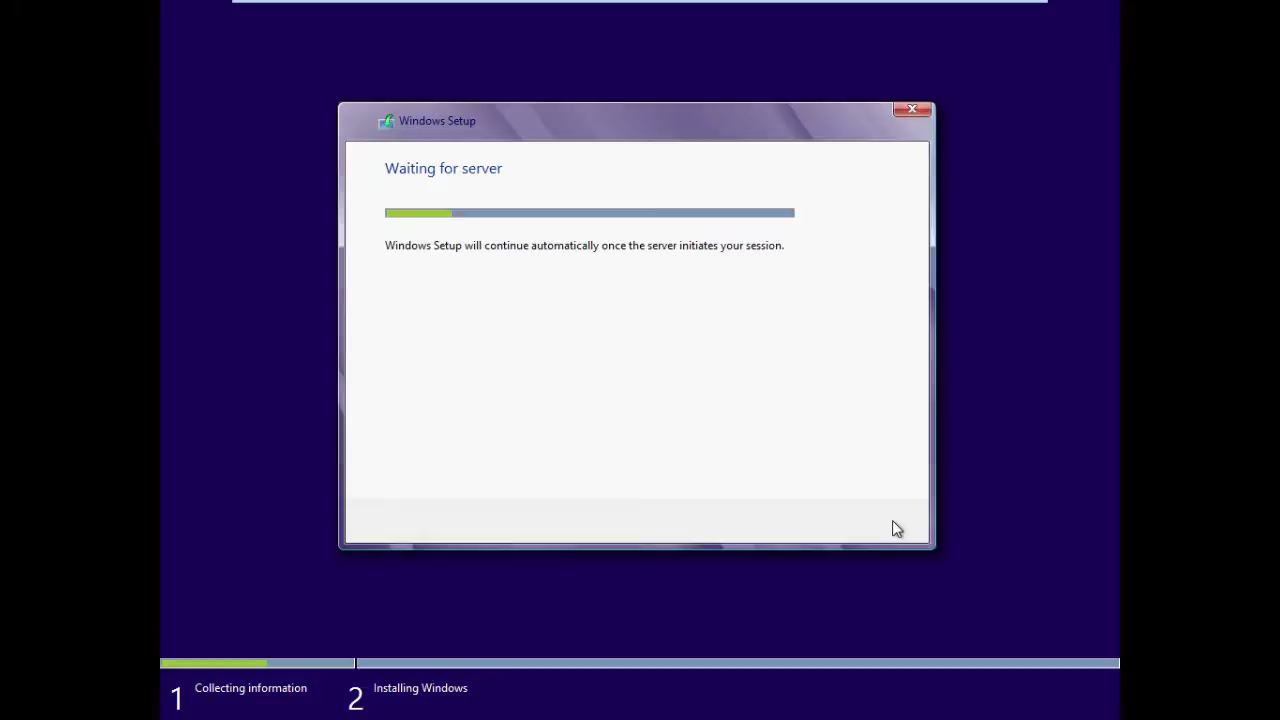 Windows Setup
Waiting for server
Windows Setup will continue automatically once the server initiates your session.
1 Collecting information
2 Installing Windows